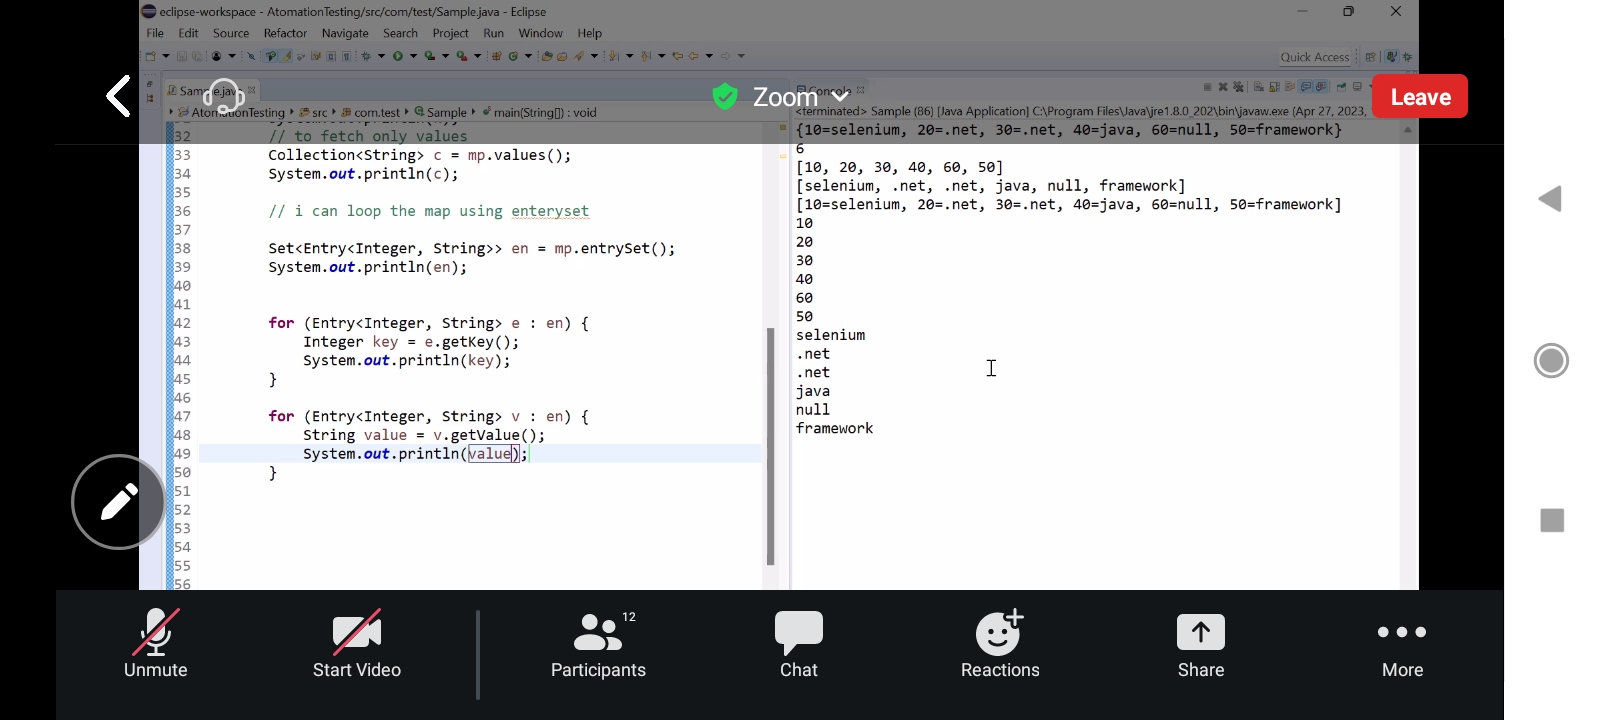 eclipse-workspace - AtomationTesting/src/com/test/Sample.java - Eclipse
File Edit Source Refactor Navigate Search Project Run Window Help
Quick Access
Sample.java
Console
Zoom
Leave
AtomationTesting src com.test Sample main(String[]) : void
<terminated> Sample (86) [Java Application] C:\Program Files\Java\jre1.8.0_202\bin\javaw.exe (Apr 27, 2023,
32 // to fetch only values
33 Collection<String> c = mp.values();
34 System.out.println(c);
35
36 // i can loop the map using enteryset
37
38 Set<Entry<Integer, String>> en = mp.entrySet();
39 System.out.println(en);
40
41
42 for (Entry<Integer, String> e : en) {
43 Integer key = e.getKey();
44 System.out.println(key);
45 }
46
47 for (Entry<Integer, String> v : en) {
48 String value = v.getValue();
49 System.out.println(value);
50 }
51
52
53
54
55
56
{10=selenium, 20=.net, 30=.net, 40=java, 60=null, 50=framework}
6
[10, 20, 30, 40, 60, 50]
[selenium, .net, .net, java, null, framework]
[10=selenium, 20=.net, 30=.net, 40=java, 60=null, 50=framework]
10
20
30
40
60
50
selenium
.net
.net
java
null
framework
12
Unmute
Start Video
Participants
Chat
Reactions
Share
More